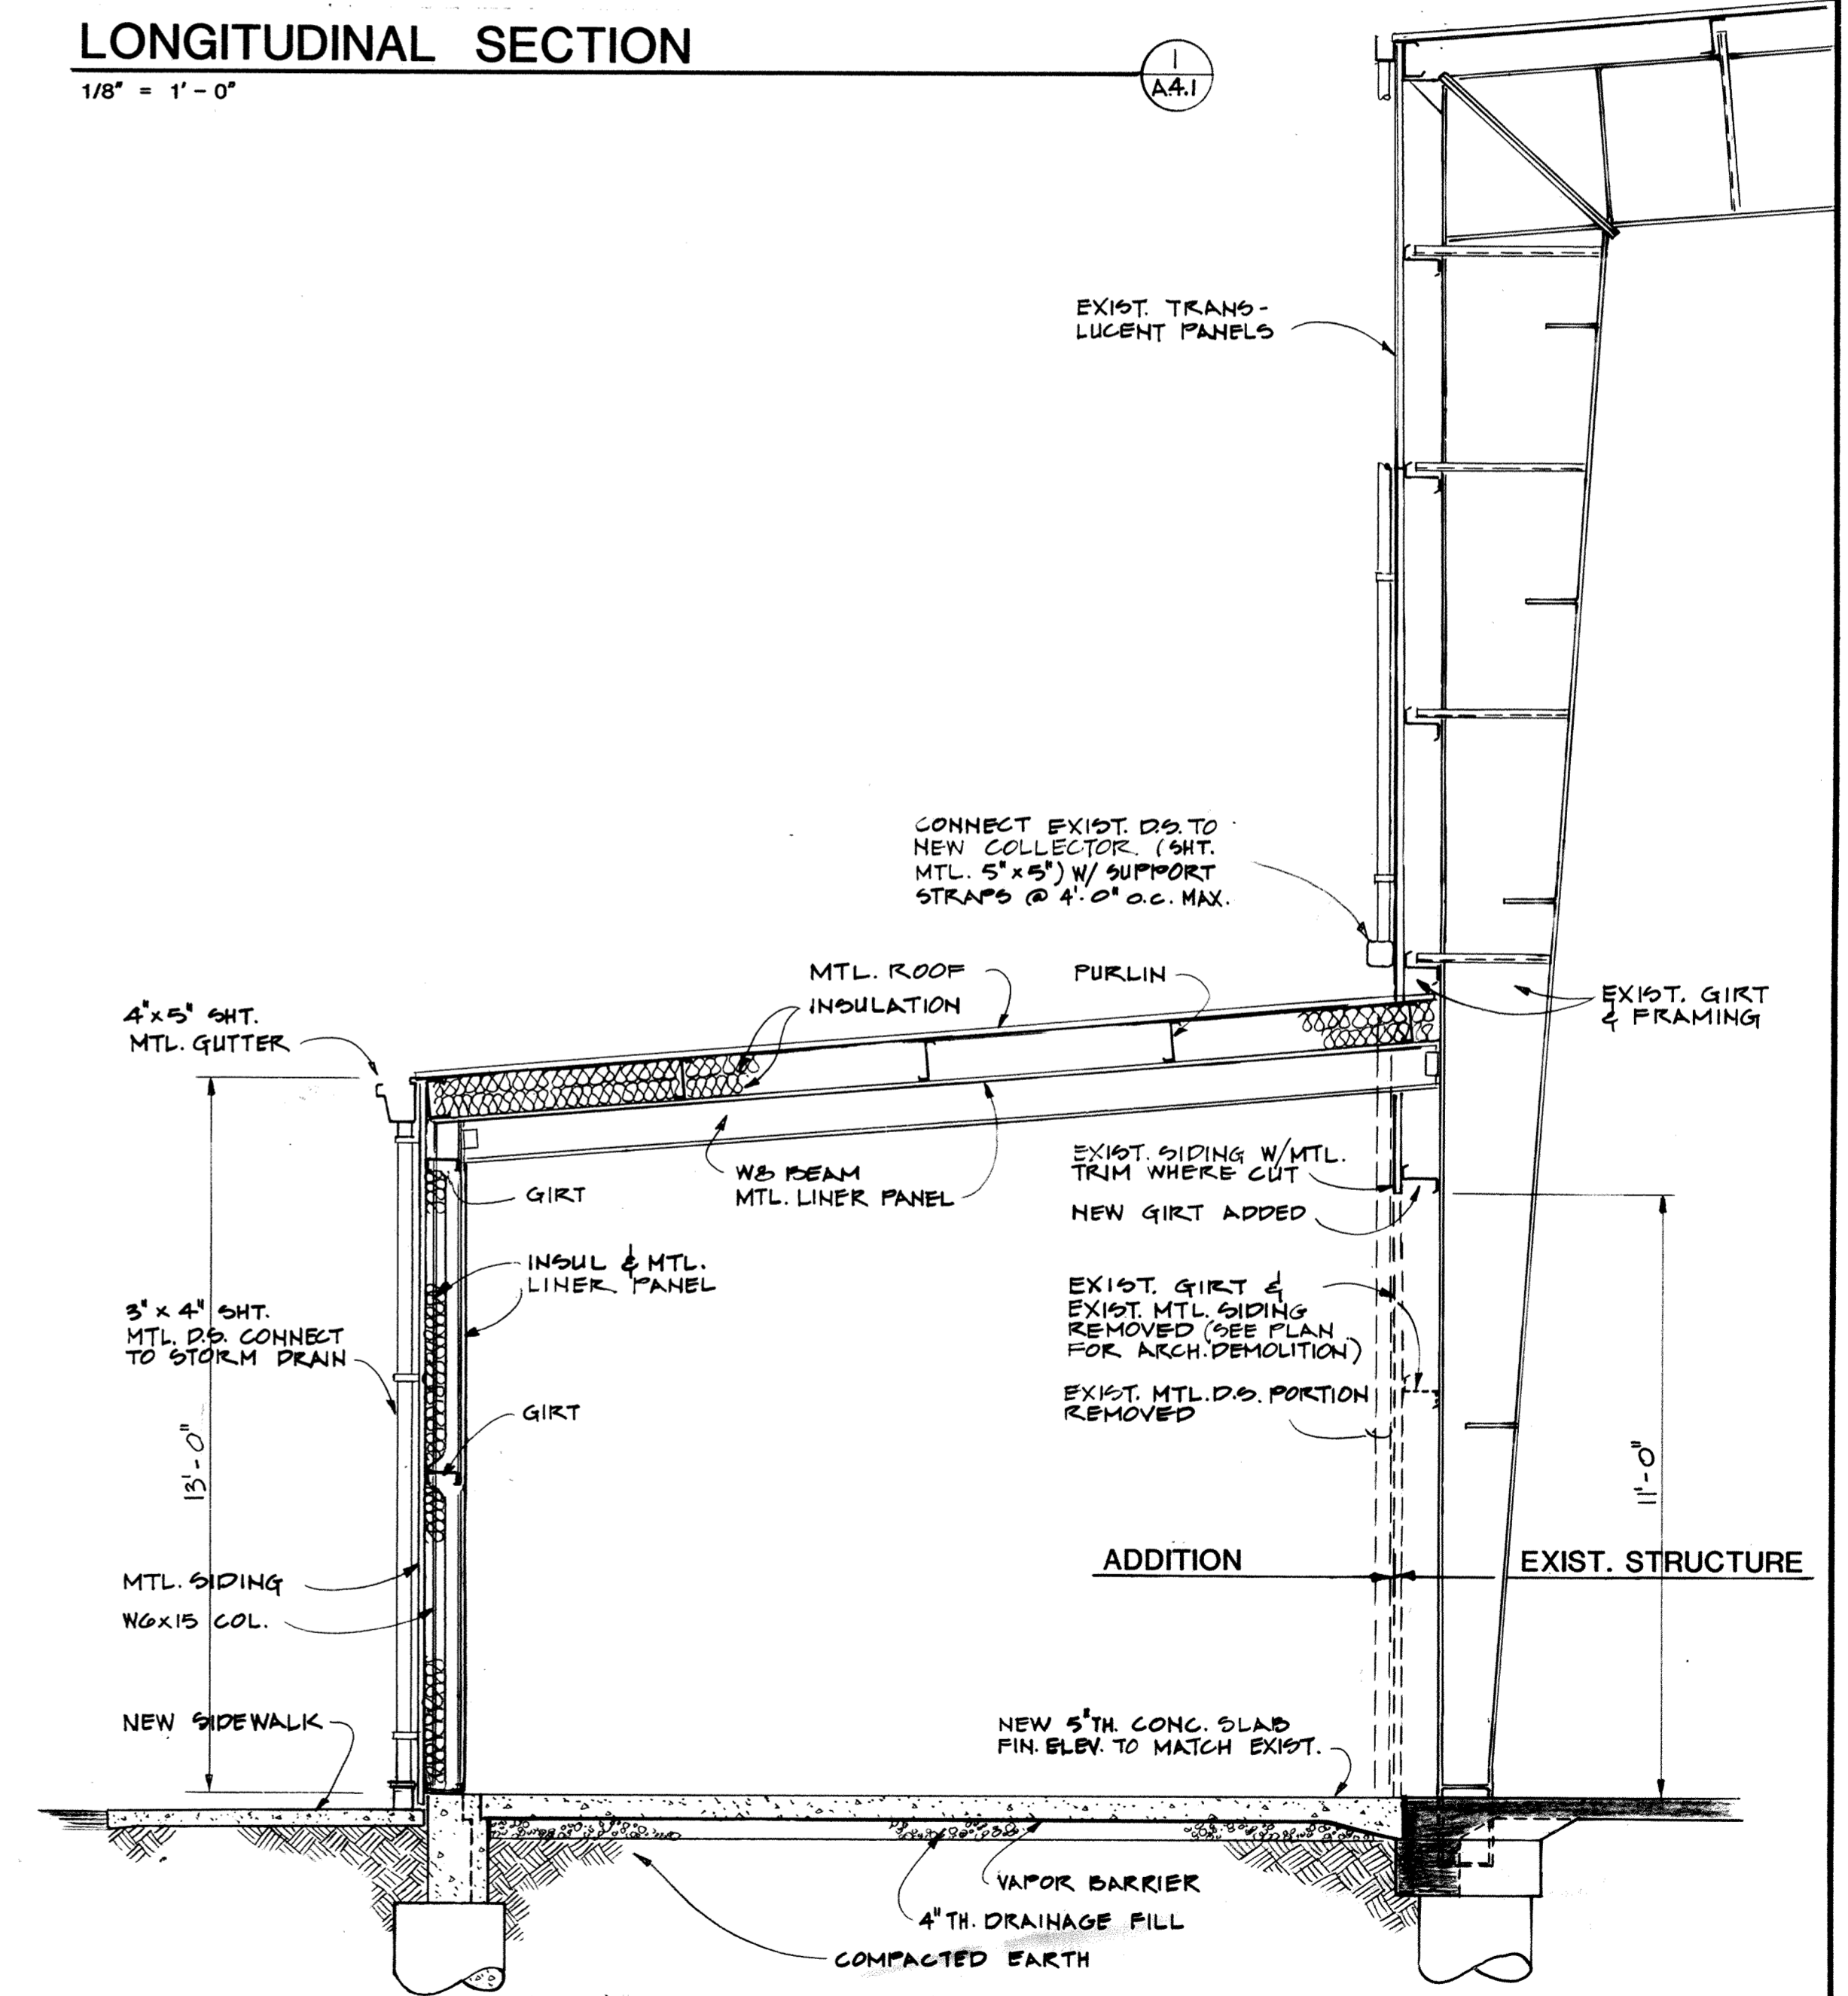 LONGITUDINAL SECTION
1/8" = 1'-0"
1
A.4.1
EXIST. TRANS-
LUCENT PANELS
CONNECT EXIST. D.S. TO
NEW COLLECTOR (SHT.
MTL. 5"x5") W/ SUPPORT
STRAPS @ 4'-0" O.C. MAX.
MTL. ROOF
INSULATION
PURLIN
EXIST. GIRT
& FRAMING
4"x5" SHT.
MTL. GUTTER
W8 BEAM
MTL. LINER PANEL
GIRT
EXIST. SIDING W/MTL.
TRIM WHERE CUT
NEW GIRT ADDED
INSUL & MTL.
LINER PANEL
EXIST. GIRT &
EXIST. MTL. SIDING
REMOVED (SEE PLAN
FOR ARCH. DEMOLITION)
3" x 4" SHT.
MTL. D.S. CONNECT
TO STORM DRAIN
EXIST. MTL. D.S. PORTION
REMOVED
GIRT
13'-0"
11'-0"
ADDITION
EXIST. STRUCTURE
MTL. SIDING
W6x15 COL.
NEW SIDEWALK
NEW 5"TH. CONC. SLAB
FIN. ELEV. TO MATCH EXIST.
VAPOR BARRIER
4"TH. DRAINAGE FILL
COMPACTED EARTH